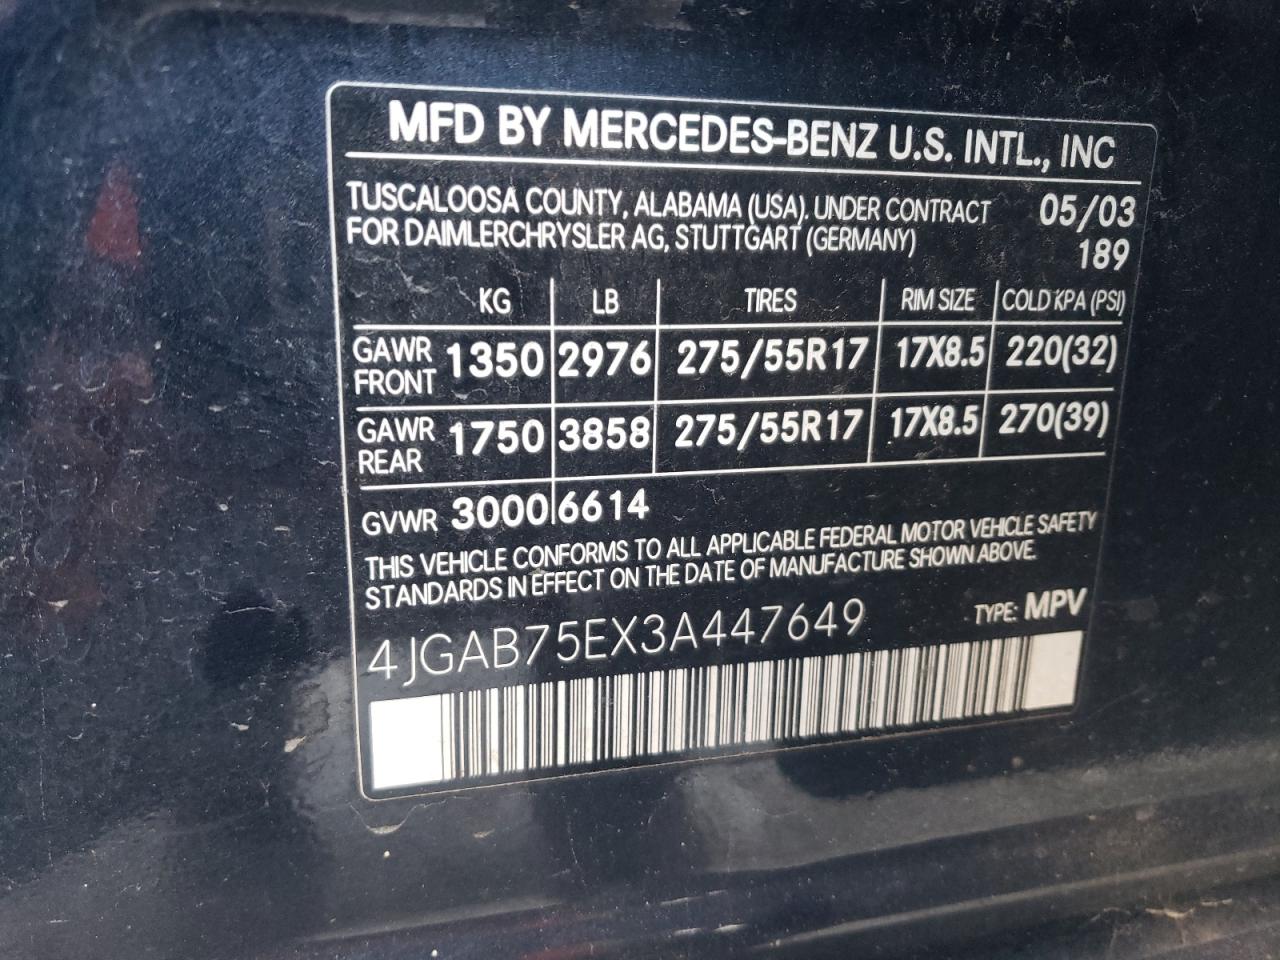 MFD BY MERCEDES-BENZ U.S. INTL., INC
TUSCALOOSA COUNTY, ALABAMA (USA). UNDER CONTRACT 05/03
FOR DAIMLERCHRYSLER AG, STUTTGART (GERMANY) 189
KG LB TIRES RIM SIZE COLD KPA (PSI)
GAWR FRONT 1350 2976 275/55R17 17X8.5 220(32)
GAWR REAR 1750 3858 275/55R17 17X8.5 270(39)
GVWR 3000 6614
THIS VEHICLE CONFORMS TO ALL APPLICABLE FEDERAL MOTOR VEHICLE SAFETY
STANDARDS IN EFFECT ON THE DATE OF MANUFACTURE SHOWN ABOVE.
4JGAB75EX3A447649 TYPE: MPV